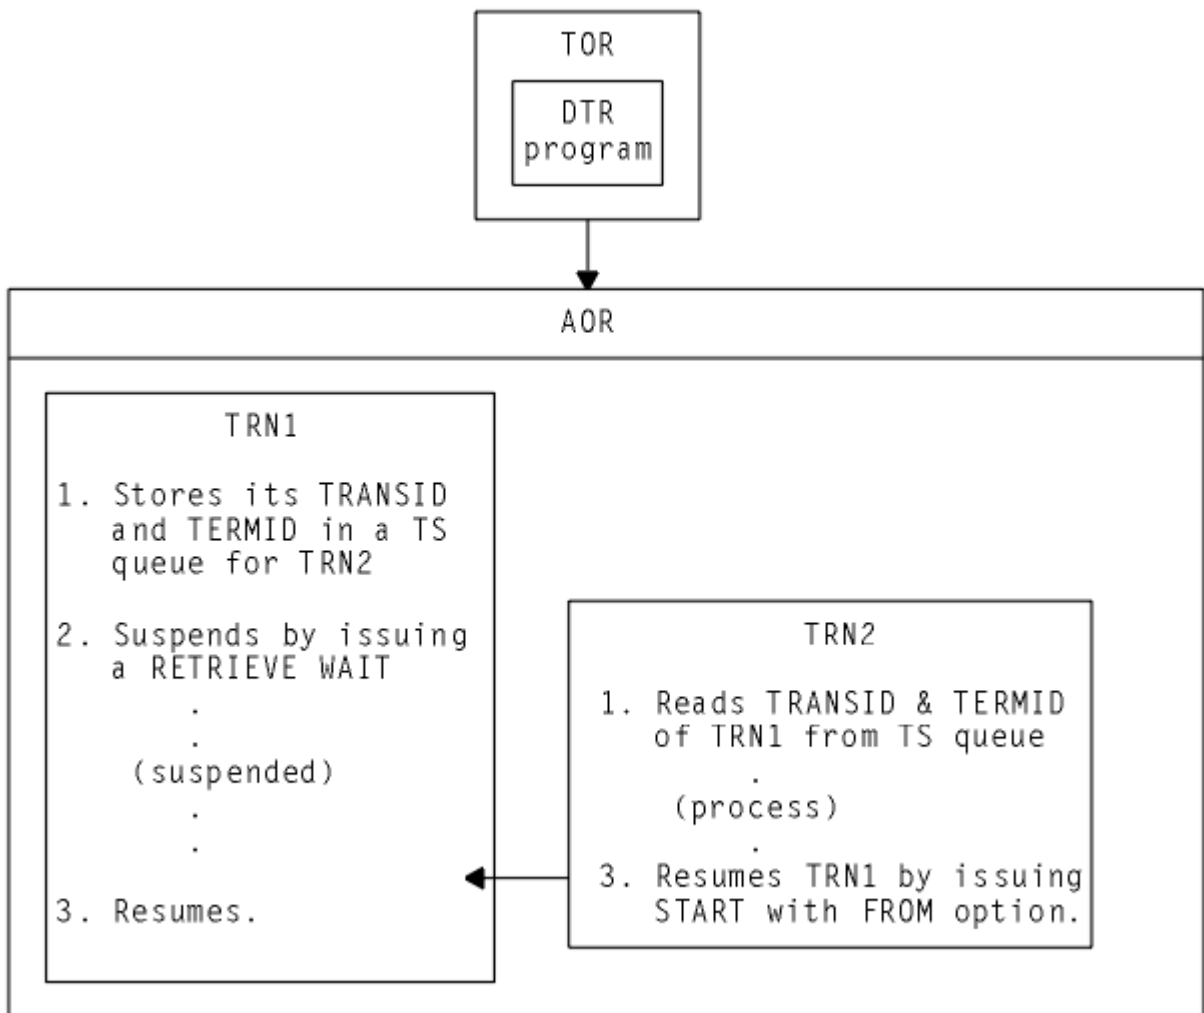 TOR
DTR
program
AOR
TRN1
1. Stores its TRANSID
and TERMID in a TS
queue for TRN2
2. Suspends by issuing
a RETRIEVE WAIT
.
.
(suspended)
.
.
3. Resumes.
TRN2
1. Reads TRANSID & TERMID
of TRN1 from TS queue
.
(process)
.
3. Resumes TRN1 by issuing
START with FROM option.